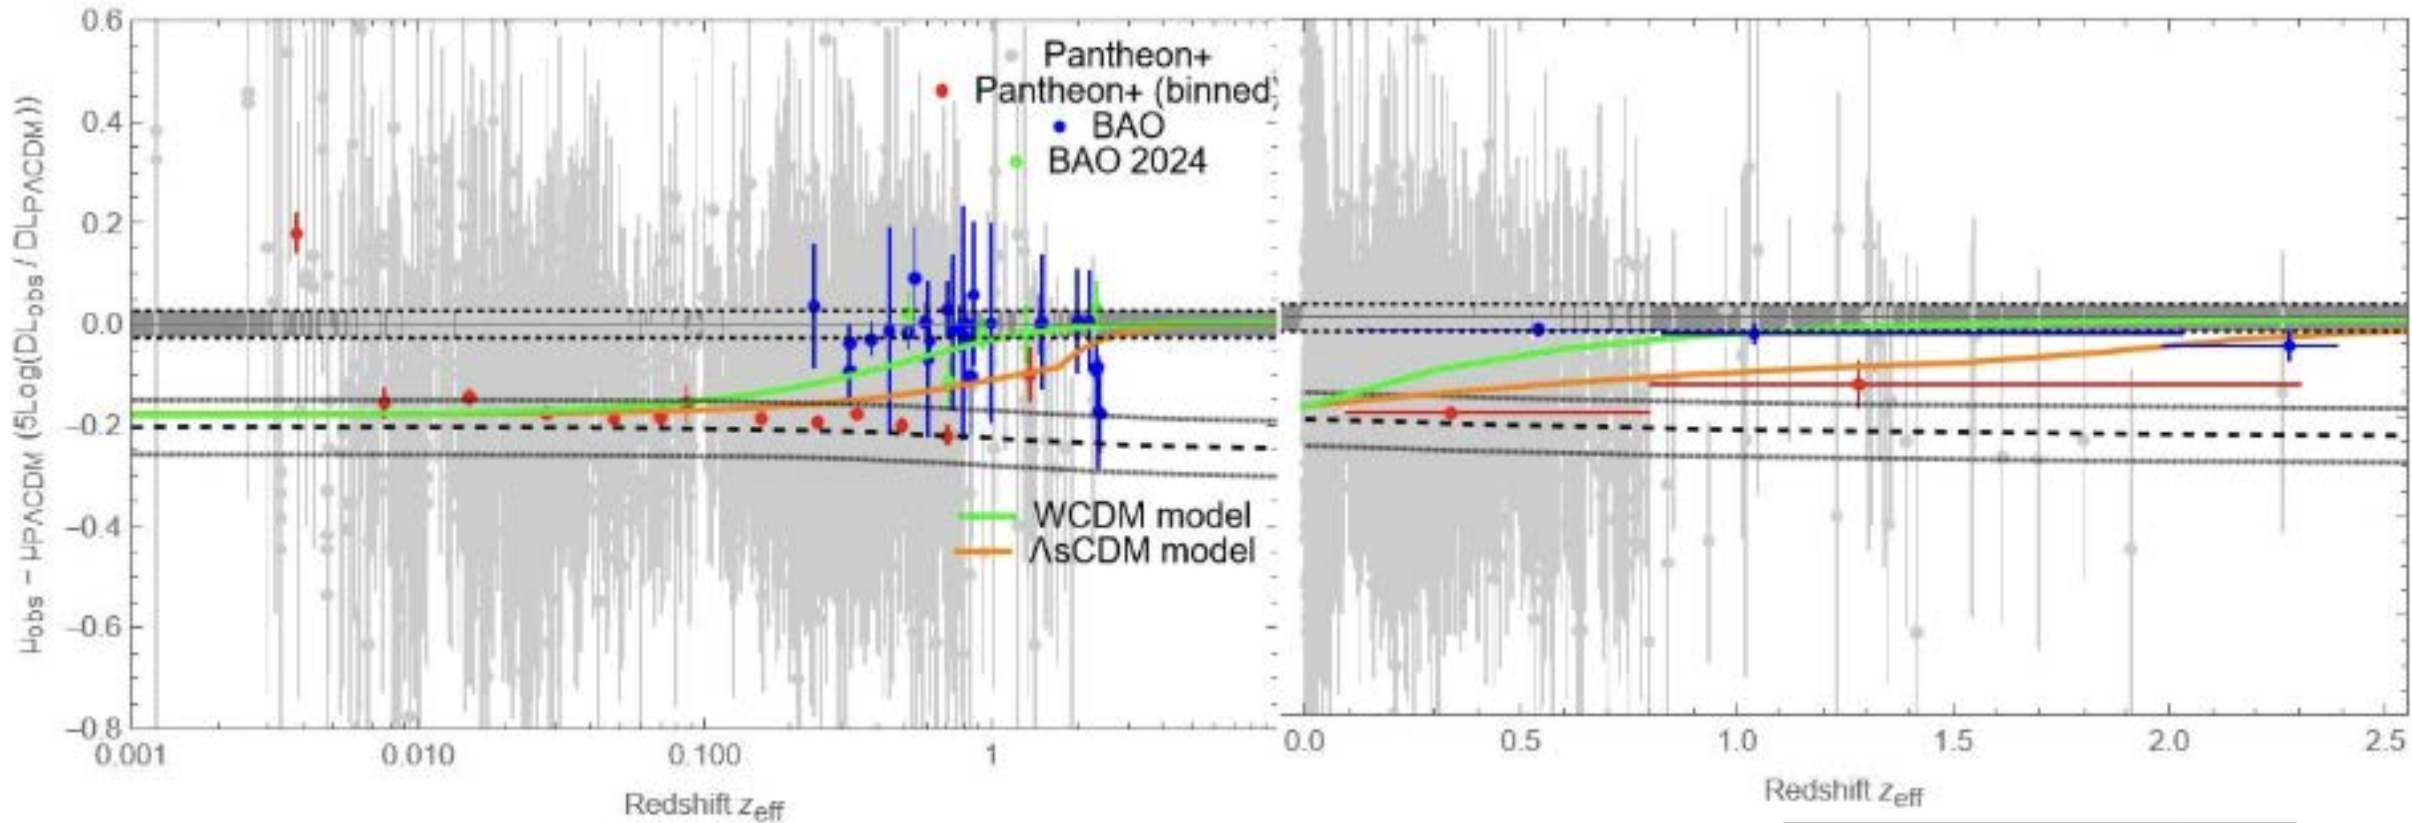 μobs − μPΛCDM (5Log(DLobs / DLPΛCDM))
0.6
0.4
0.2
0.0
−0.2
−0.4
−0.6
−0.8
Pantheon+
Pantheon+ (binned)
BAO
BAO 2024
WCDM model
ΛsCDM model
0.001 0.010 0.100 1
Redshift zeff
0.0 0.5 1.0 1.5 2.0 2.5
Redshift zeff